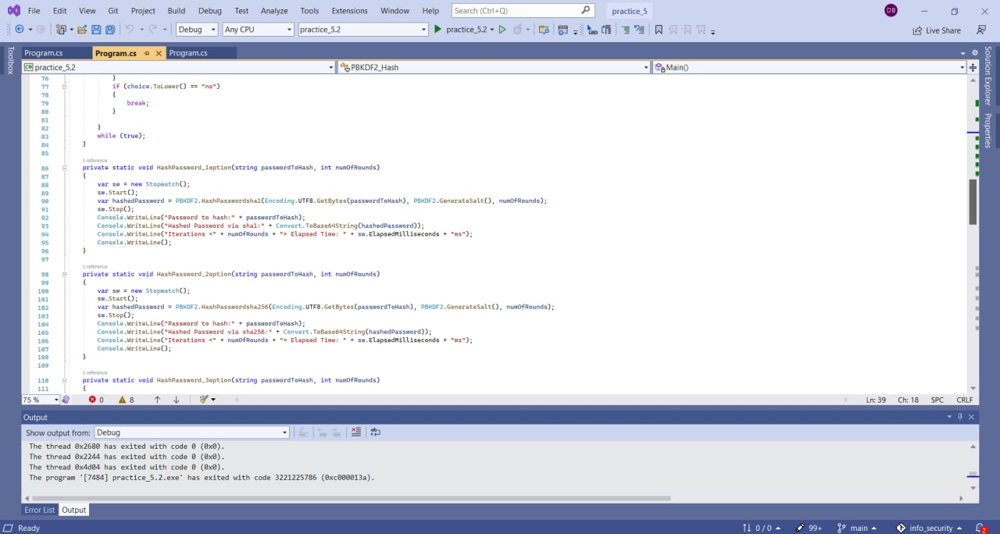 File Edit View Git Project Build Debug Test Analyze Tools Extensions Window Help Search (Ctrl+Q) practice_5 DB
Debug Any CPU practice_5.2 practice_5.2 Live Share
Toolbox
Program.cs Program.cs Program.cs
practice_5.2 PBKDF2_Hash Main()
Solution Explorer
Properties
76 }
77 if (choice.ToLower() == "no")
78 {
79 break;
80 }
81
82 }
83 while (true);
84 }
85
1 reference
86 private static void HashPassword_1option(string passwordToHash, int numOfRounds)
87 {
88 var sw = new Stopwatch();
89 sw.Start();
90 var hashedPassword = PBKDF2.HashPasswordsha1(Encoding.UTF8.GetBytes(passwordToHash), PBKDF2.GenerateSalt(), numOfRounds);
91 sw.Stop();
92 Console.WriteLine("Password to hash:" + passwordToHash);
93 Console.WriteLine("Hashed Password via sha1:" + Convert.ToBase64String(hashedPassword));
94 Console.WriteLine("Iterations <" + numOfRounds + "> Elapsed Time: " + sw.ElapsedMilliseconds + "ms");
95 Console.WriteLine();
96 }
97
1 reference
98 private static void HashPassword_2option(string passwordToHash, int numOfRounds)
99 {
100 var sw = new Stopwatch();
101 sw.Start();
102 var hashedPassword = PBKDF2.HashPasswordsha256(Encoding.UTF8.GetBytes(passwordToHash), PBKDF2.GenerateSalt(), numOfRounds);
103 sw.Stop();
104 Console.WriteLine("Password to hash:" + passwordToHash);
105 Console.WriteLine("Hashed Password via sha256:" + Convert.ToBase64String(hashedPassword));
106 Console.WriteLine("Iterations <" + numOfRounds + "> Elapsed Time: " + sw.ElapsedMilliseconds + "ms");
107 Console.WriteLine();
108 }
109
1 reference
110 private static void HashPassword_3option(string passwordToHash, int numOfRounds)
111 {
75 % 0 8 Ln: 39 Ch: 18 SPC CRLF
Output
Show output from: Debug
The thread 0x2680 has exited with code 0 (0x0).
The thread 0x2244 has exited with code 0 (0x0).
The thread 0x4d04 has exited with code 0 (0x0).
The program '[7484] practice_5.2.exe' has exited with code 3221225786 (0xc000013a).
Error List Output
Ready 0 / 0 99+ main info_security 2